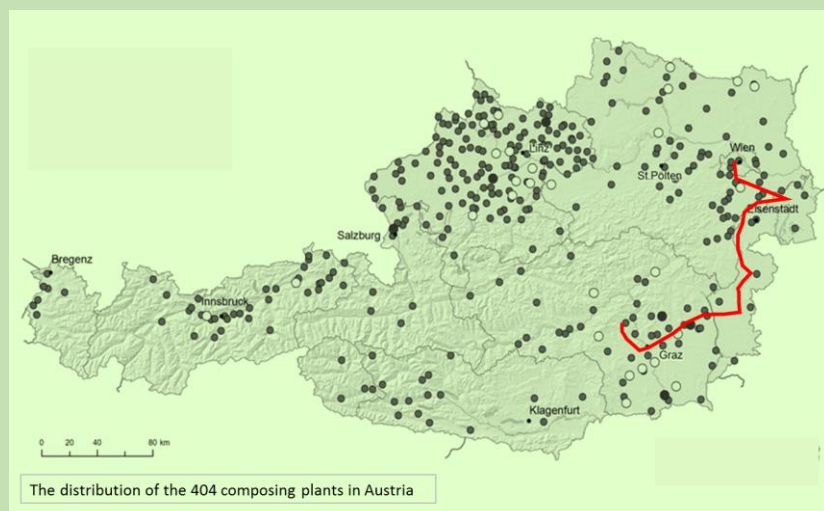 Wien
Linz
St.Pölten
Eisenstadt
Salzburg
Bregenz
Innsbruck
Graz
Klagenfurt
0 20 40 80 km
The distribution of the 404 composing plants in Austria